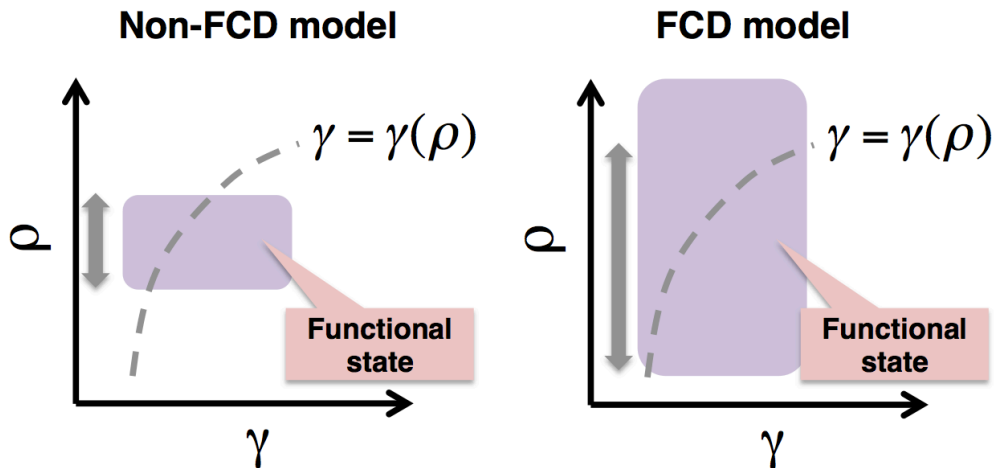 Non-FCD model
γ = γ(ρ)
ρ
Functional
state
γ
FCD model
γ = γ(ρ)
ρ
Functional
state
γ